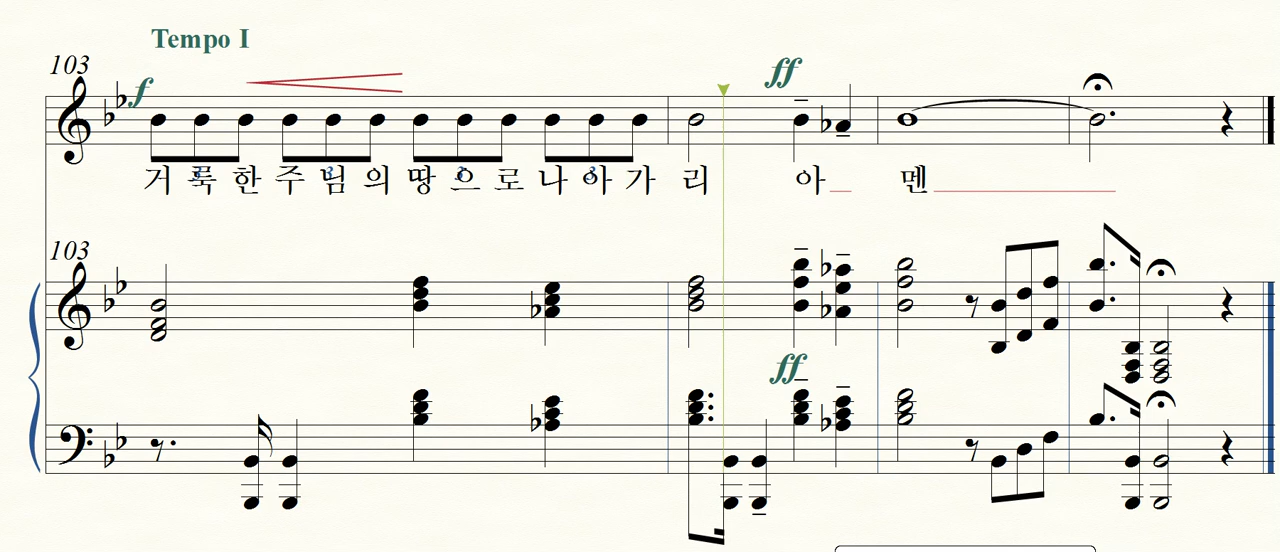 Tempo I
103
f
ff
거 룩 한 주 님 의 땅 으 로 나 아 가 리 아 멘
103
ff